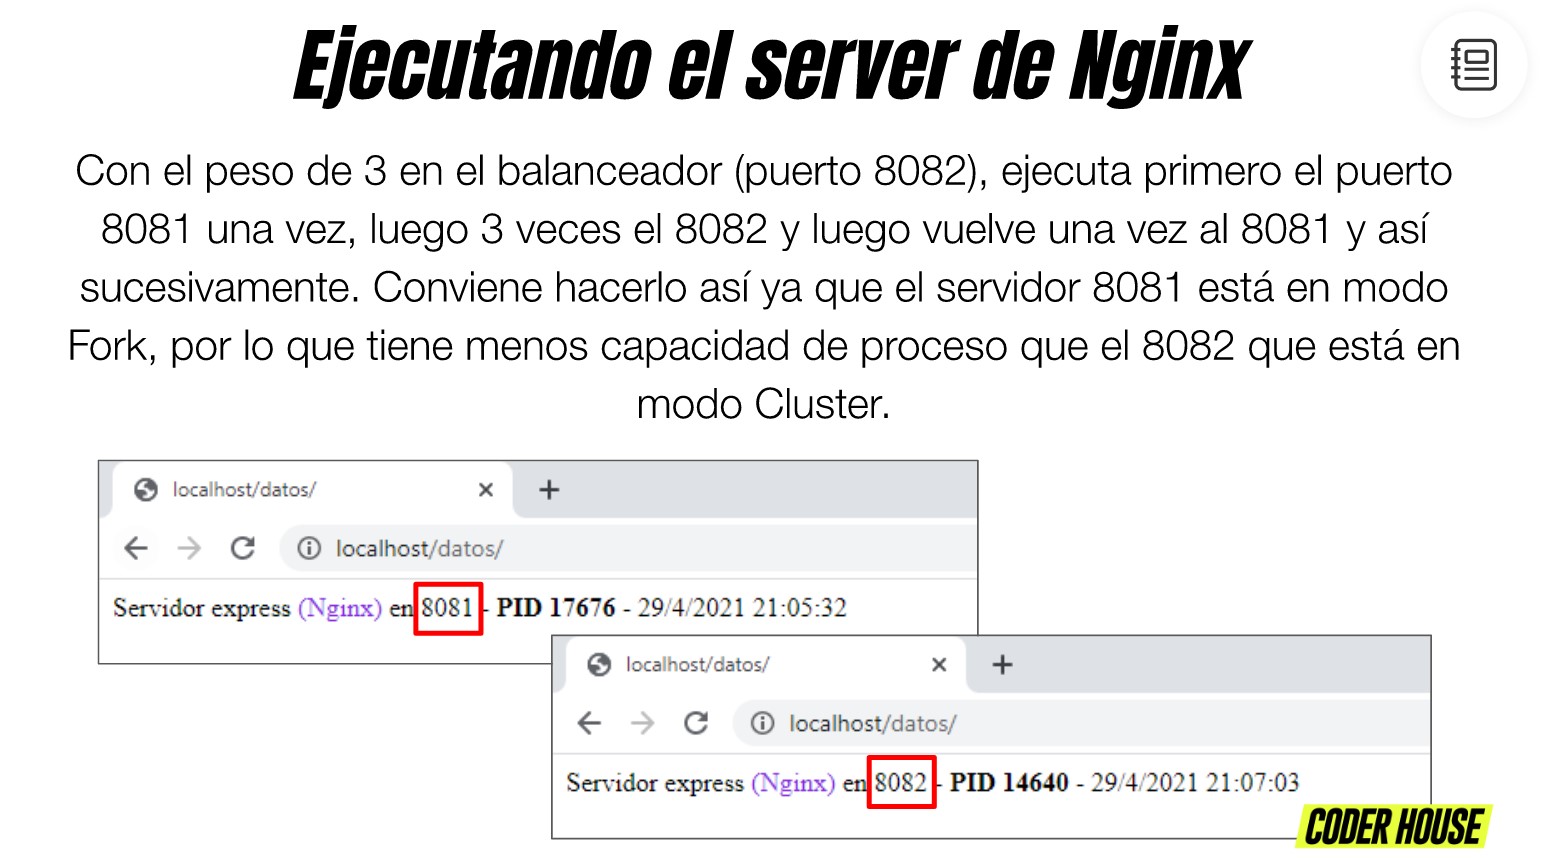 Ejecutando el server de Nginx
Con el peso de 3 en el balanceador (puerto 8082), ejecuta primero el puerto
8081 una vez, luego 3 veces el 8082 y luego vuelve una vez al 8081 y así
sucesivamente. Conviene hacerlo así ya que el servidor 8081 está en modo
Fork, por lo que tiene menos capacidad de proceso que el 8082 que está en
modo Cluster.
localhost/datos/
localhost/datos/
Servidor express (Nginx) en 8081 - PID 17676 - 29/4/2021 21:05:32
localhost/datos/
localhost/datos/
Servidor express (Nginx) en 8082 - PID 14640 - 29/4/2021 21:07:03
CODER HOUSE